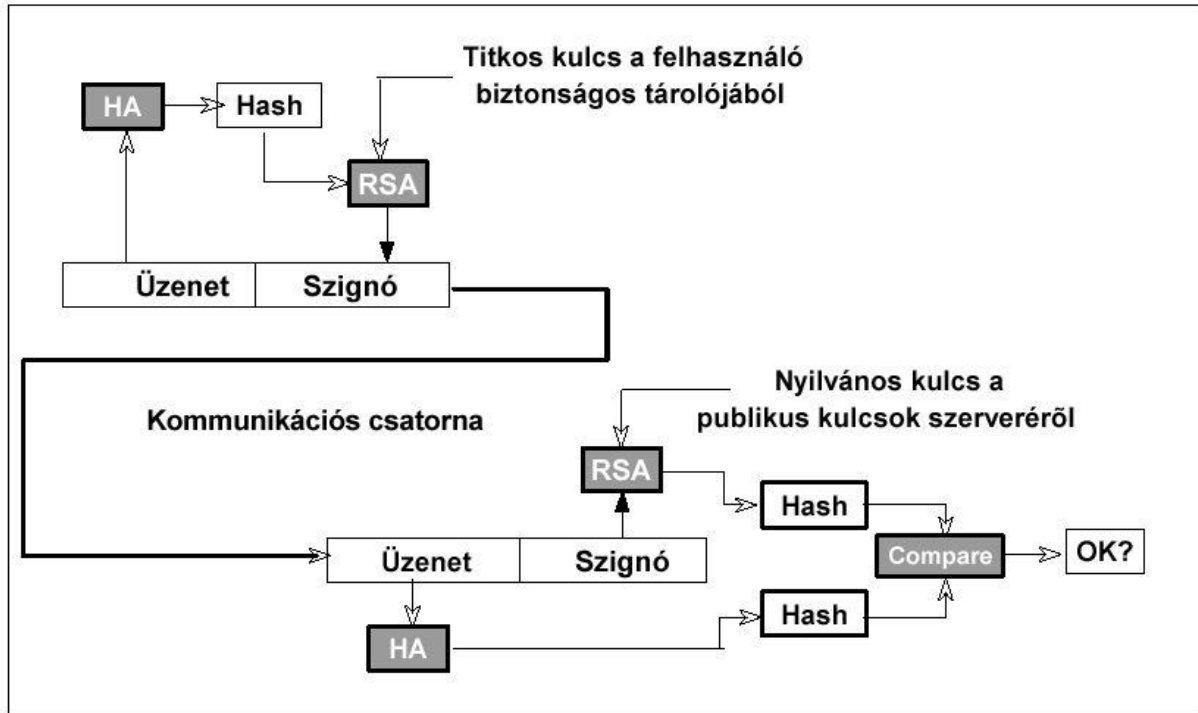 Titkos kulcs a felhasználó
biztonságos tárolójából
HA
Hash
RSA
Üzenet
Szignó
Kommunikációs csatorna
Nyilvános kulcs a
publikus kulcsok szerverérõl
RSA
Hash
Üzenet
Szignó
Compare
OK?
Hash
HA